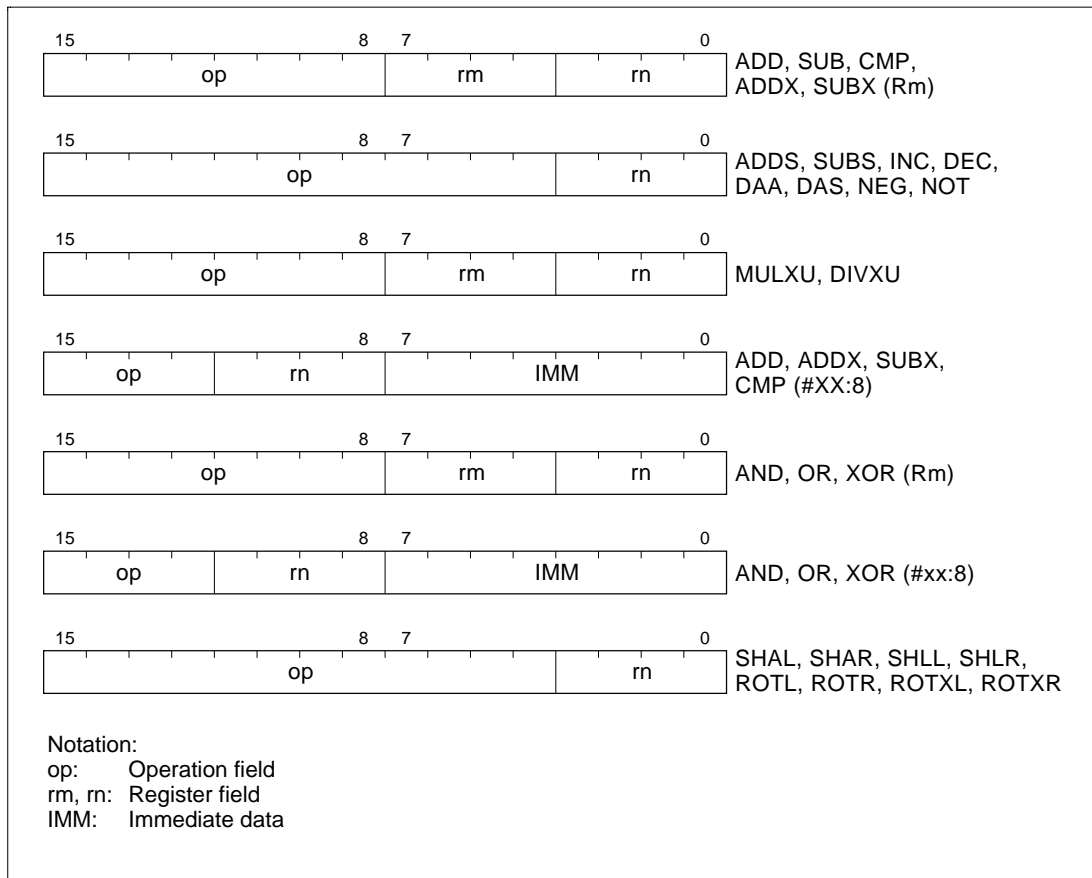 15 8 7 0
op rm rn
ADD, SUB, CMP,
ADDX, SUBX (Rm)
15 8 7 0
op rn
ADDS, SUBS, INC, DEC,
DAA, DAS, NEG, NOT
15 8 7 0
op rm rn
MULXU, DIVXU
15 8 7 0
op rn IMM
ADD, ADDX, SUBX,
CMP (#XX:8)
15 8 7 0
op rm rn
AND, OR, XOR (Rm)
15 8 7 0
op rn IMM
AND, OR, XOR (#xx:8)
15 8 7 0
op rn
SHAL, SHAR, SHLL, SHLR,
ROTL, ROTR, ROTXL, ROTXR
Notation:
op: Operation field
rm, rn: Register field
IMM: Immediate data